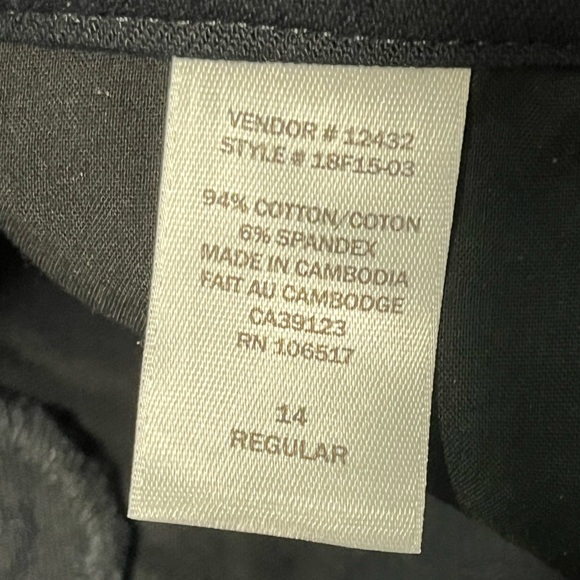 VENDOR # 12432
STYLE # 18F15-03
94% COTTON/COTON
6% SPANDEX
MADE IN CAMBODIA
FAIT AU CAMBODGE
CA39123
RN 106517
14
REGULAR